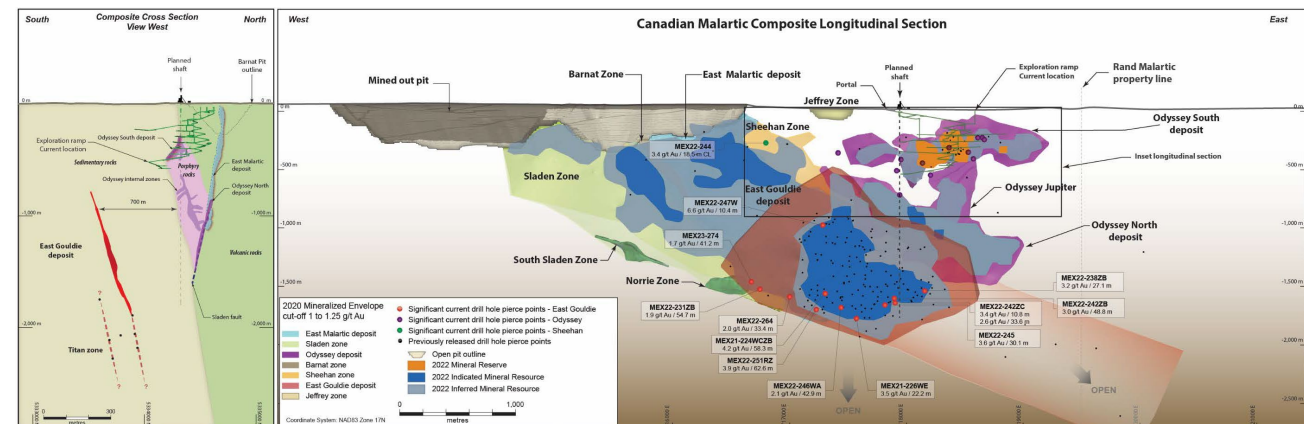 South
Composite Cross Section
View West
North
Planned
shaft
Barnat Pit
outline
0 m
0 m
Odyssey South
deposit
Exploration ramp
Current location
Sedimentary rocks
Porphyry
rocks
East Malartic
deposit
Odyssey internal zones
Odyssey North
deposit
700 m
-1,000 m
-1,000 m
East Gouldie
deposit
Volcanic rocks
Sladen fault
-2,000 m
-2,000 m
Titan zone
?
?
?
?
0
300
metres
West
Canadian Malartic Composite Longitudinal Section
East
Mined out pit
Barnat Zone
East Malartic deposit
Planned
shaft
Portal
Exploration ramp
Current location
Rand Malartic
property line
Jeffrey Zone
0 m
0 m
Sheehan Zone
Odyssey South
deposit
MEX22-244
3.4 g/t Au / 18.5 m CL
Inset longitudinal section
-500 m
-500 m
Sladen Zone
East Gouldie
deposit
Odyssey Jupiter
MEX22-247W
6.6 g/t Au / 10.4 m
-1,000 m
-1,000 m
MEX23-274
1.7 g/t Au / 41.2 m
Odyssey North
deposit
South Sladen Zone
Norrie Zone
-1,500 m
-1,500 m
MEX22-238ZB
3.2 g/t Au / 27.1 m
MEX22-231ZB
1.9 g/t Au / 54.7 m
MEX22-264
2.0 g/t Au / 33.4 m
MEX22-242ZC
3.4 g/t Au / 10.8 m
2.6 g/t Au / 33.6 m
MEX22-242ZB
3.0 g/t Au / 48.8 m
MEX21-224WCZB
4.2 g/t Au / 58.3 m
MEX22-245
3.6 g/t Au / 30.1 m
MEX22-251RZ
3.9 g/t Au / 62.6 m
-2,000 m
MEX22-246WA
2.1 g/t Au / 42.9 m
MEX21-226WE
3.5 g/t Au / 22.2 m
OPEN
OPEN
-2,500 m
2020 Mineralized Envelope
cut-off 1 to 1.25 g/t Au
East Malartic deposit
Sladen zone
Odyssey deposit
Barnat zone
Sheehan zone
East Gouldie deposit
Jeffrey zone
Significant current drill hole pierce points - East Gouldie
Significant current drill hole pierce points - Odyssey
Significant current drill hole pierce points - Sheehan
Previously released drill hole pierce points
Open pit outline
2022 Mineral Reserve
2022 Indicated Mineral Resource
2022 Inferred Mineral Resource
0
1,000
metres
Coordinate System: NAD83 Zone 17N